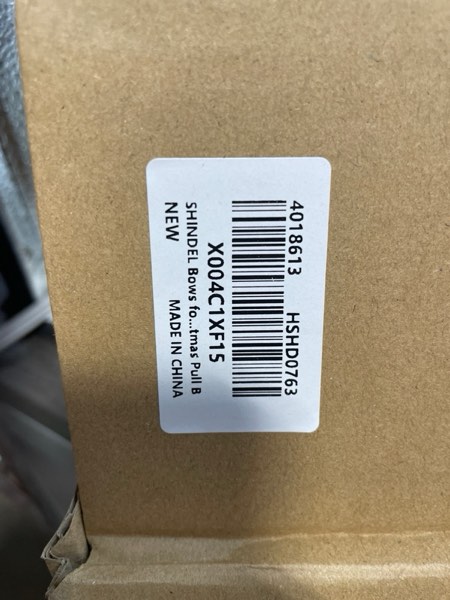 4018613 HSHD0763
X004C1XF15
SHINDEL Bows fo...tmas Pull B
NEW MADE IN CHINA